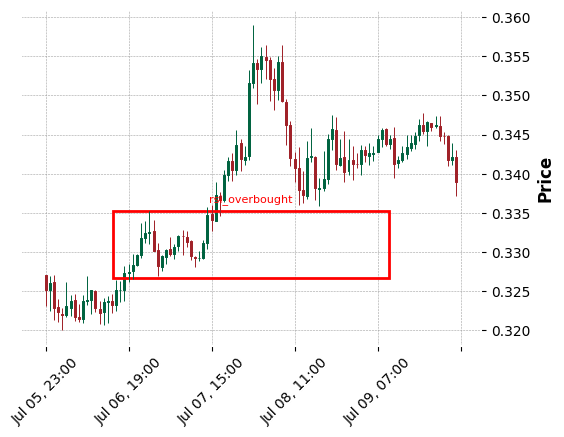 0.360
0.355
0.350
0.345
0.340
0.335
0.330
0.325
0.320
Price
rsi_overbought
Jul 05, 23:00
Jul 06, 19:00
Jul 07, 15:00
Jul 08, 11:00
Jul 09, 07:00